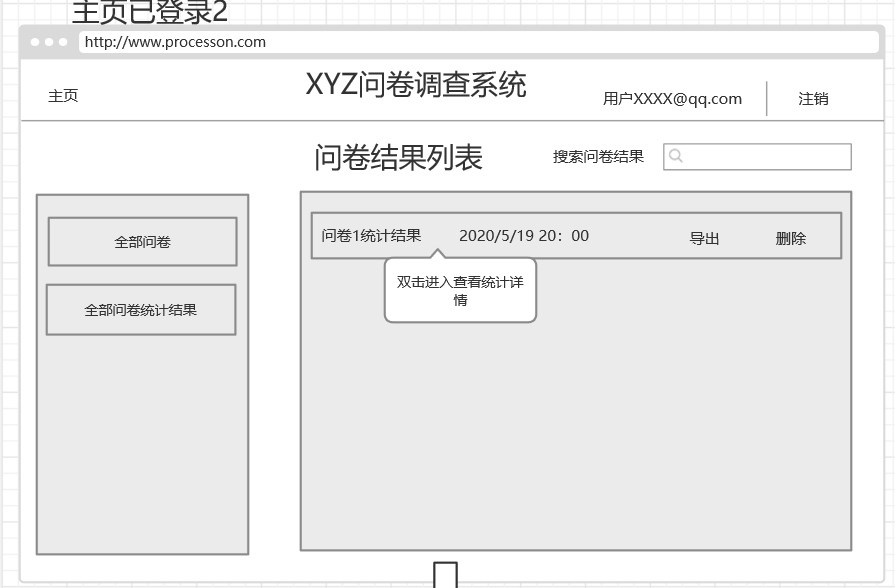 主页已登录2
http://www.processon.com
主页
XYZ问卷调查系统
用户XXXX@qq.com
注销
问卷结果列表
搜索问卷结果
全部问卷
全部问卷统计结果
问卷1统计结果
2020/5/19 20：00
导出
删除
双击进入查看统计详
情